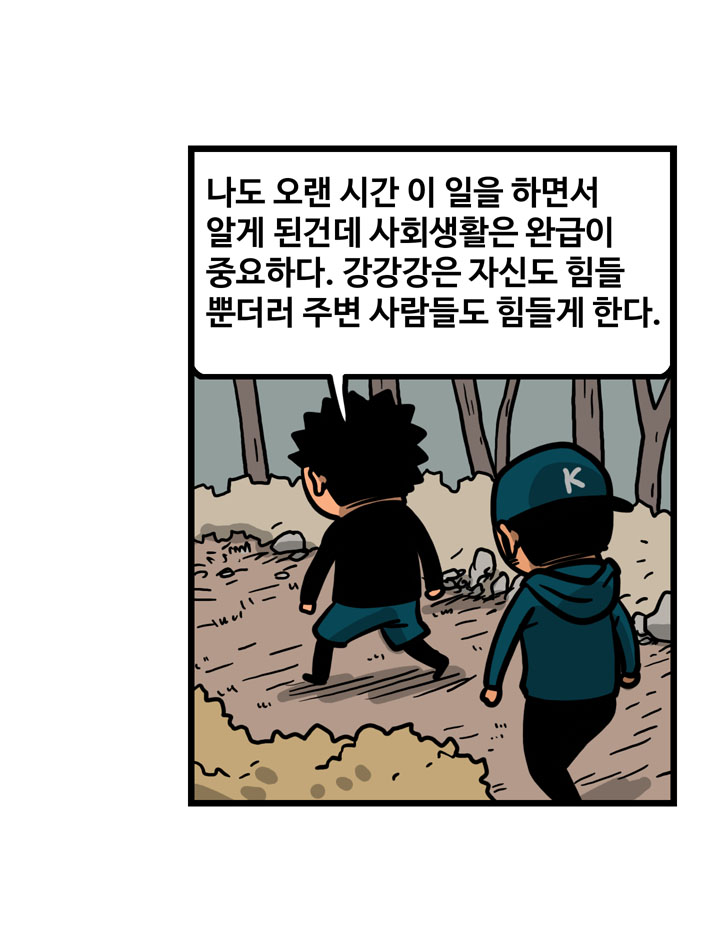 나도 오랜 시간 이 일을 하면서
알게 된건데 사회생활은 완급이
중요하다. 강강강은 자신도 힘들
뿐더러 주변 사람들도 힘들게 한다.
K